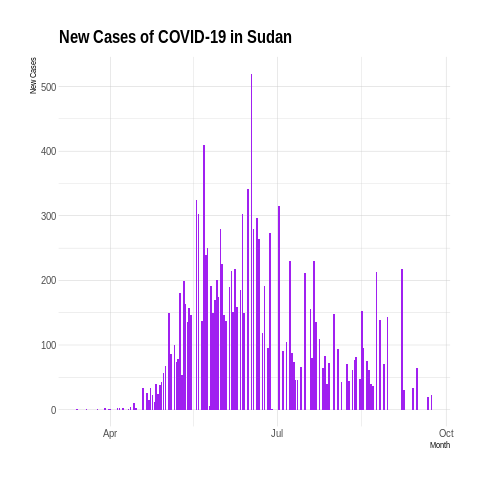 New Cases of COVID-19 in Sudan
New Cases
500
400
300
200
100
0
Apr
Jul
Oct
Month